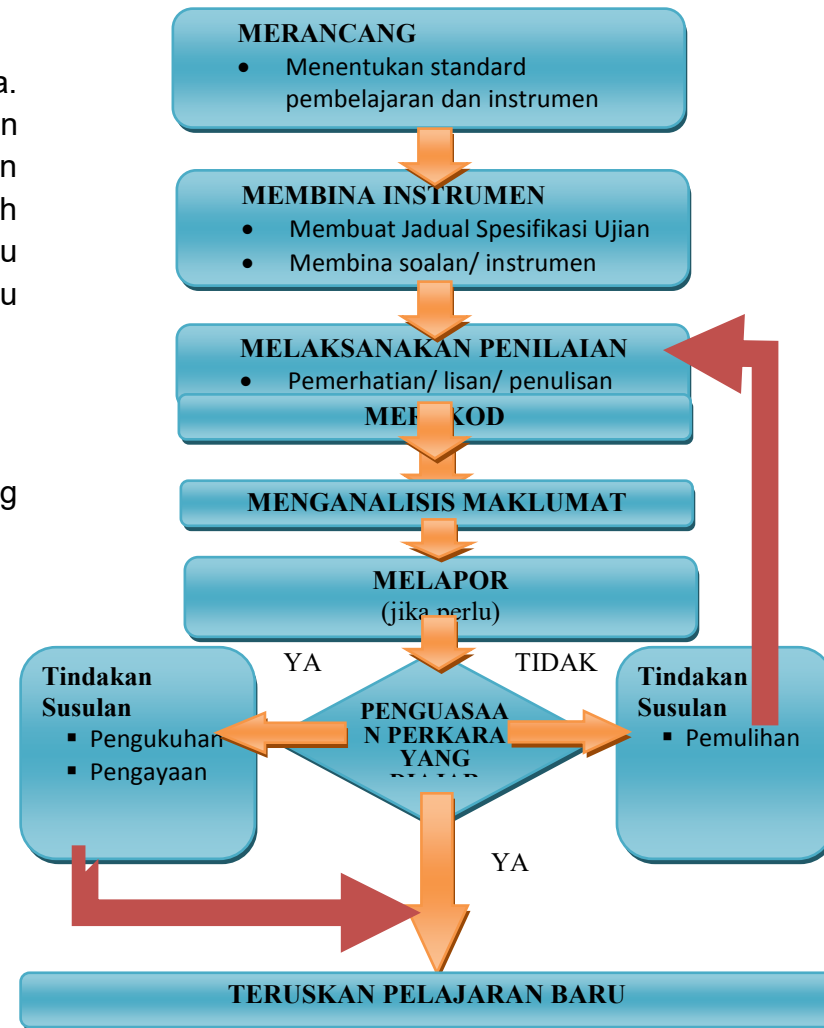 a.
n
n
h
u
u
g
MERANCANG
• Menentukan standard
pembelajaran dan instrumen
MEMBINA INSTRUMEN
• Membuat Jadual Spesifikasi Ujian
• Membina soalan/ instrumen
MELAKSANAKAN PENILAIAN
• Pemerhatian/ lisan/ penulisan
MENGANALISIS MAKLUMAT
MELAPOR
(jika perlu)
YA
TIDAK
Tindakan
Susulan
▪ Pengukuhan
▪ Pengayaan
PENGUASAA
N PERKARA
YANG
Tindakan
Susulan
▪ Pemulihan
YA
TERUSKAN PELAJARAN BARU